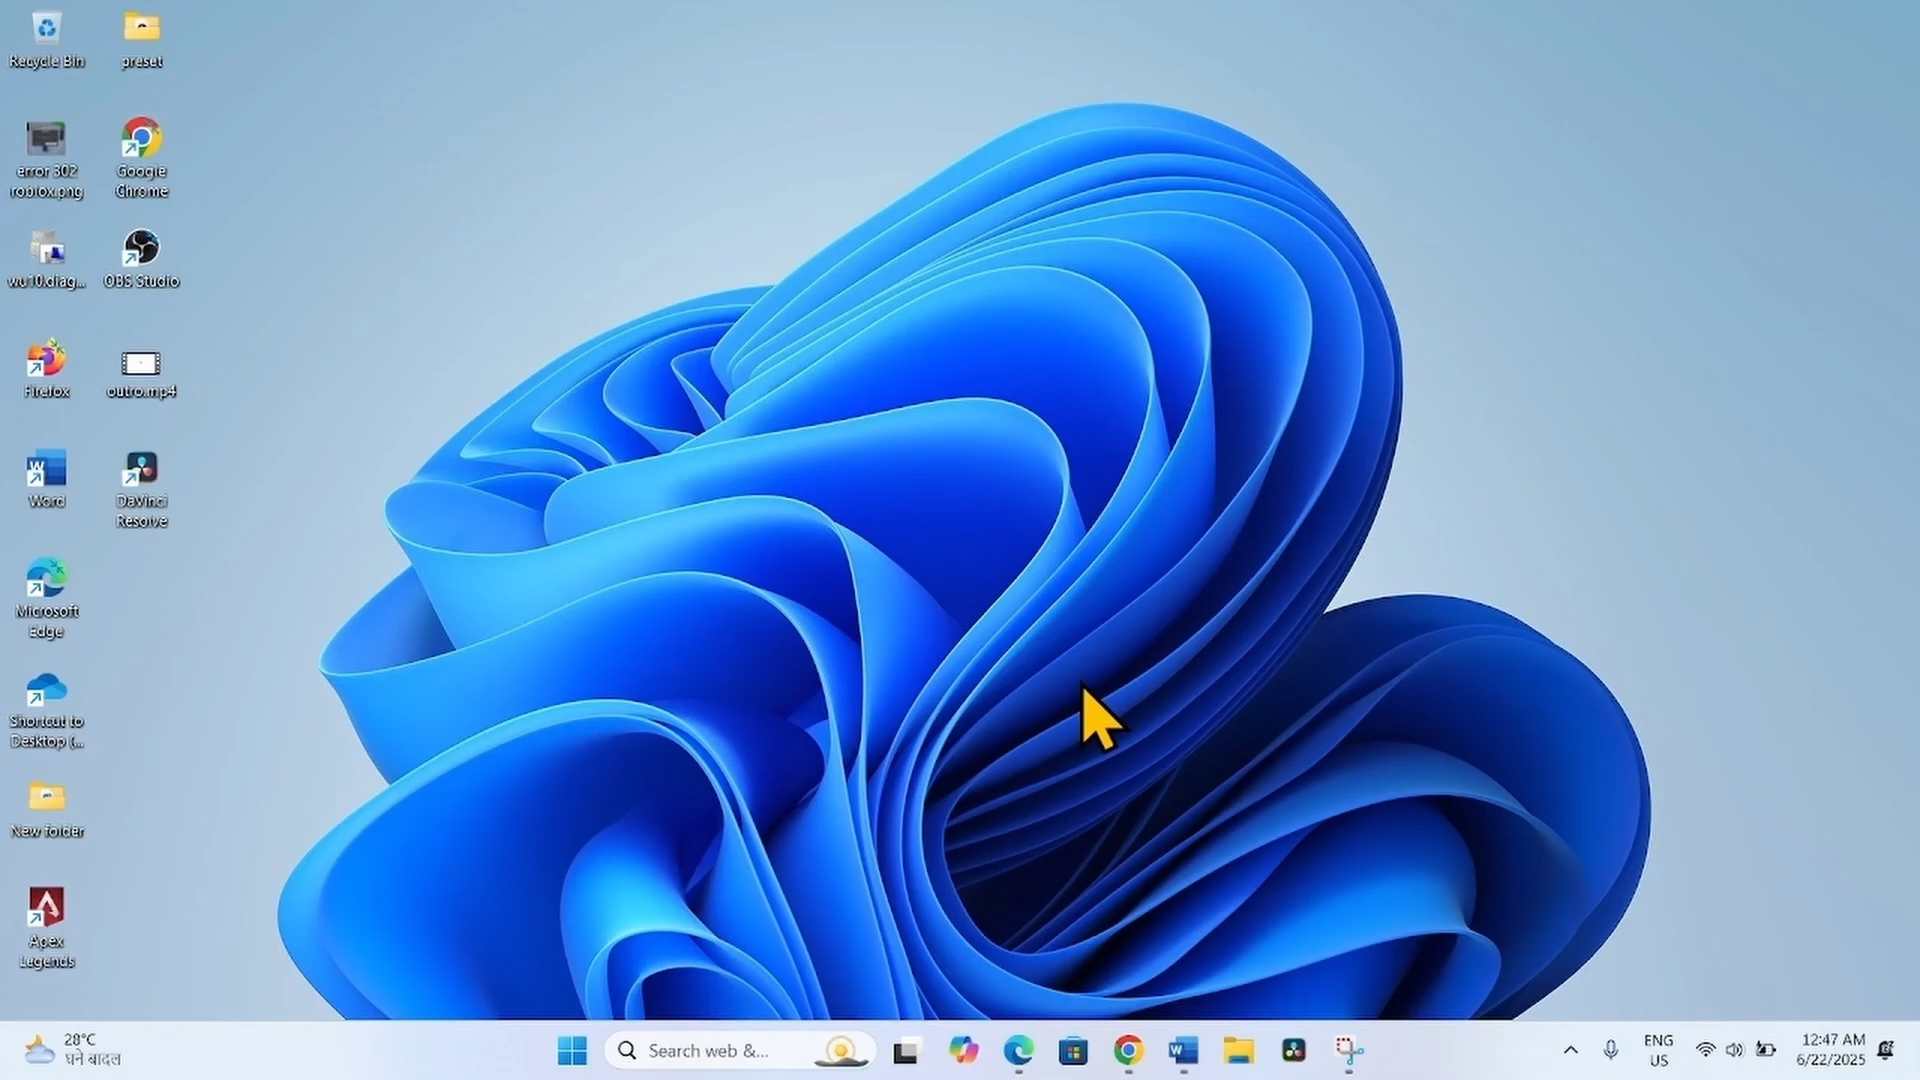 Recycle Bin
preset
error 302
roblox.png
Google
Chrome
wu10.diag...
OBS Studio
Firefox
outro.mp4
Word
DaVinci
Resolve
Microsoft
Edge
Shortcut to
Desktop (...
New folder
Apex
Legends
28°C
घने बादल
Search web &...
ENG
US
12:47 AM
6/22/2025